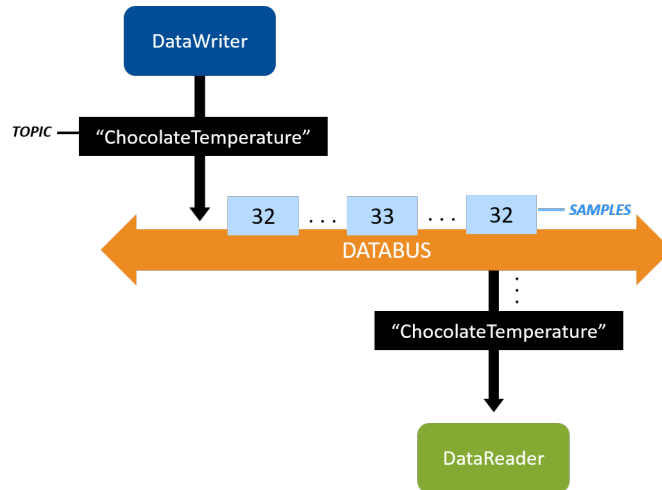 DataWriter
TOPIC
“ChocolateTemperature”
32 ... 33 ... 32
SAMPLES
DATABUS
“ChocolateTemperature”
DataReader